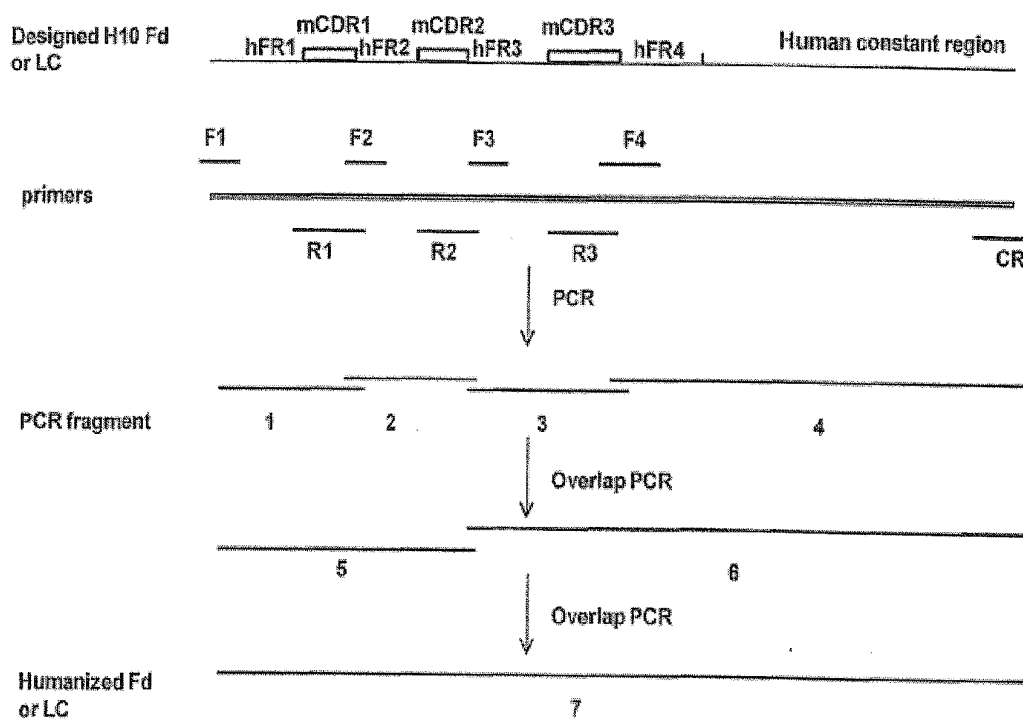 Designed H10 Fd
or LC
mCDR1 mCDR2 mCDR3
hFR1 hFR2 hFR3 hFR4 Human constant region
F1 F2 F3 F4
primers
R1 R2 R3 CR
PCR
PCR fragment
1 2 3 4
Overlap PCR
5 6
Overlap PCR
Humanized Fd
or LC
7